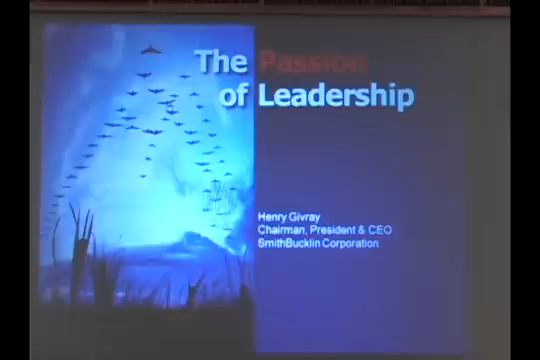 The Passion
of Leadership
Henry Givray
Chairman, President & CEO
SmithBucklin Corporation